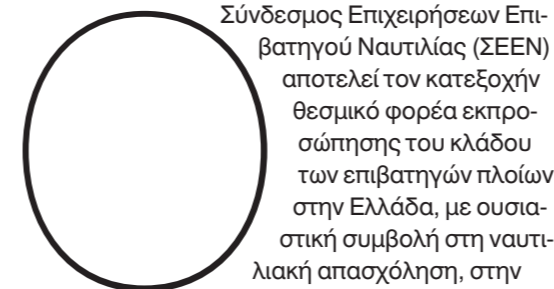 Ο Σύνδεσμος Επιχειρήσεων Επι-
βατηγού Ναυτιλίας (ΣΕΕΝ)
αποτελεί τον κατεξοχήν
θεσμικό φορέα εκπρο-
σώπησης του κλάδου
των επιβατηγών πλοίων
στην Ελλάδα, με ουσια-
στική συμβολή στη ναυτι-
λιακή απασχόληση, στην